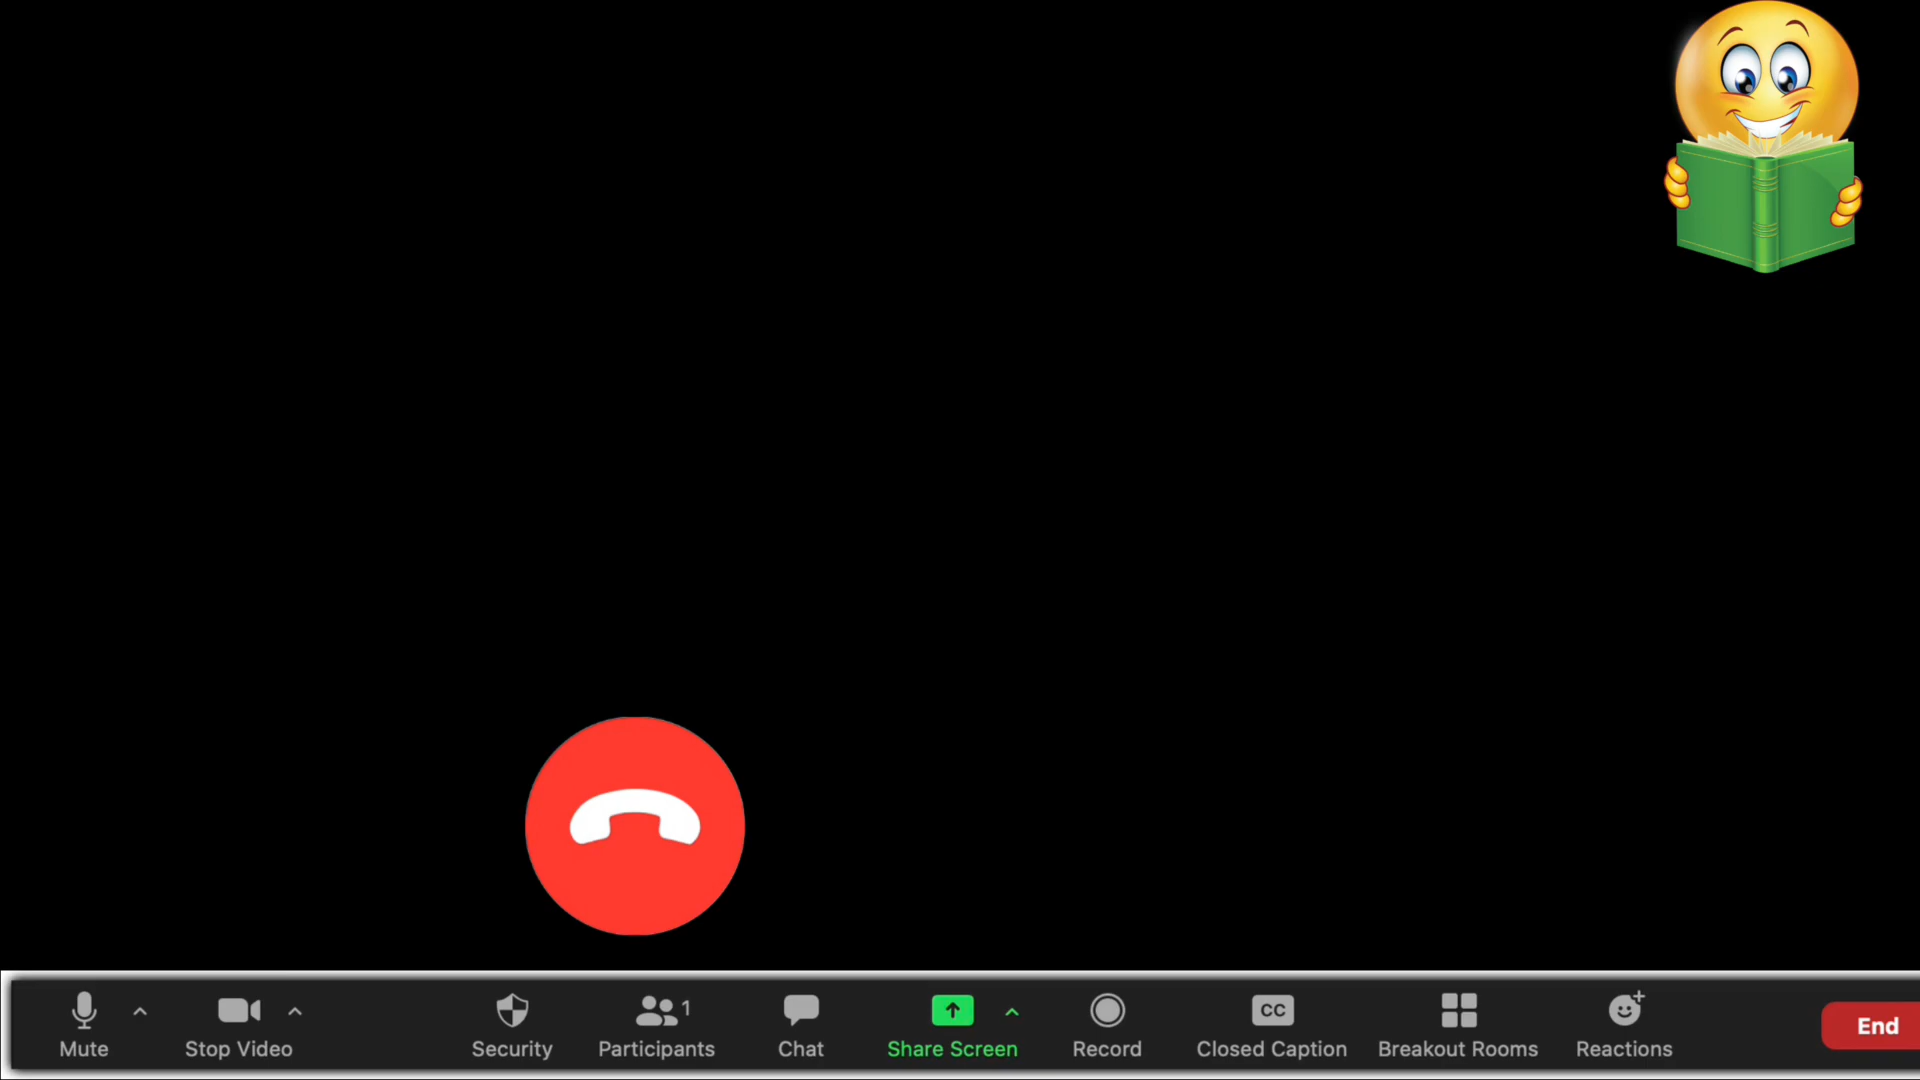 1
CC
Mute
Stop Video
Security
Participants
Chat
Share Screen
Record
Closed Caption
Breakout Rooms
Reactions
End